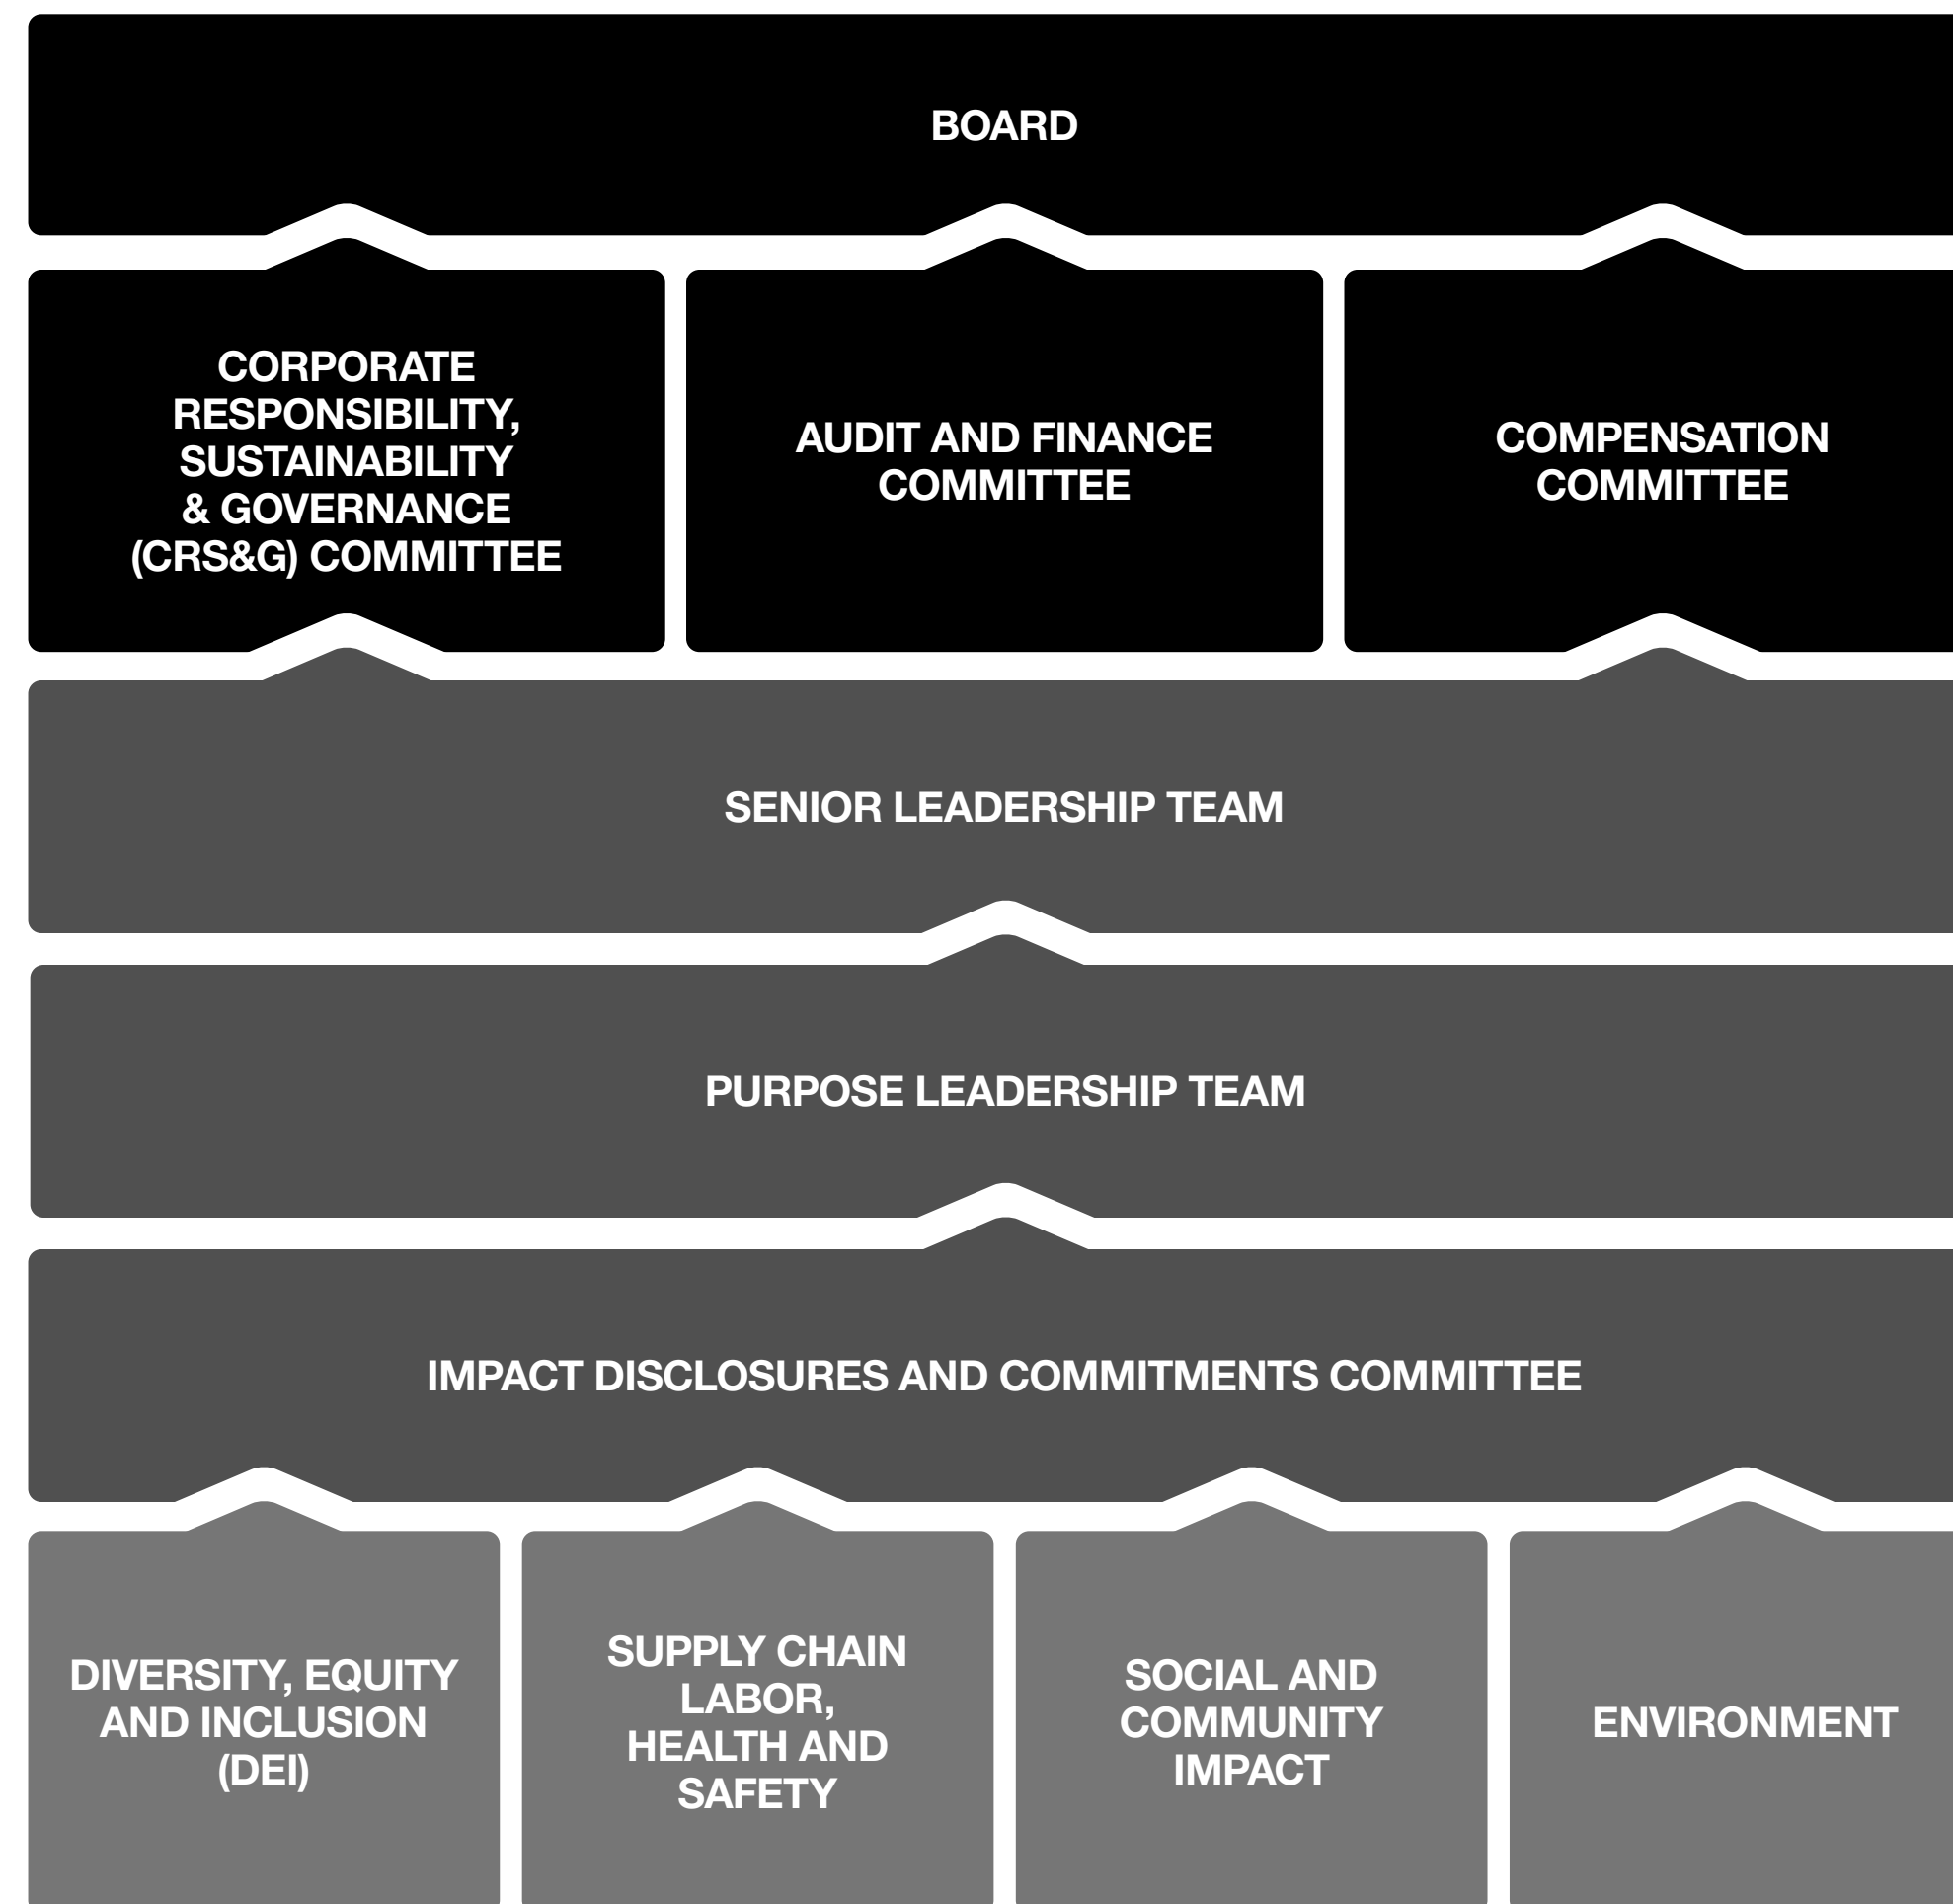 BOARD
CORPORATE
RESPONSIBILITY,
SUSTAINABILITY
& GOVERNANCE
(CRS&G) COMMITTEE
AUDIT AND FINANCE
COMMITTEE
COMPENSATION
COMMITTEE
SENIOR LEADERSHIP TEAM
PURPOSE LEADERSHIP TEAM
IMPACT DISCLOSURES AND COMMITMENTS COMMITTEE
DIVERSITY, EQUITY
AND INCLUSION
(DEI)
SUPPLY CHAIN
LABOR,
HEALTH AND
SAFETY
SOCIAL AND
COMMUNITY
IMPACT
ENVIRONMENT